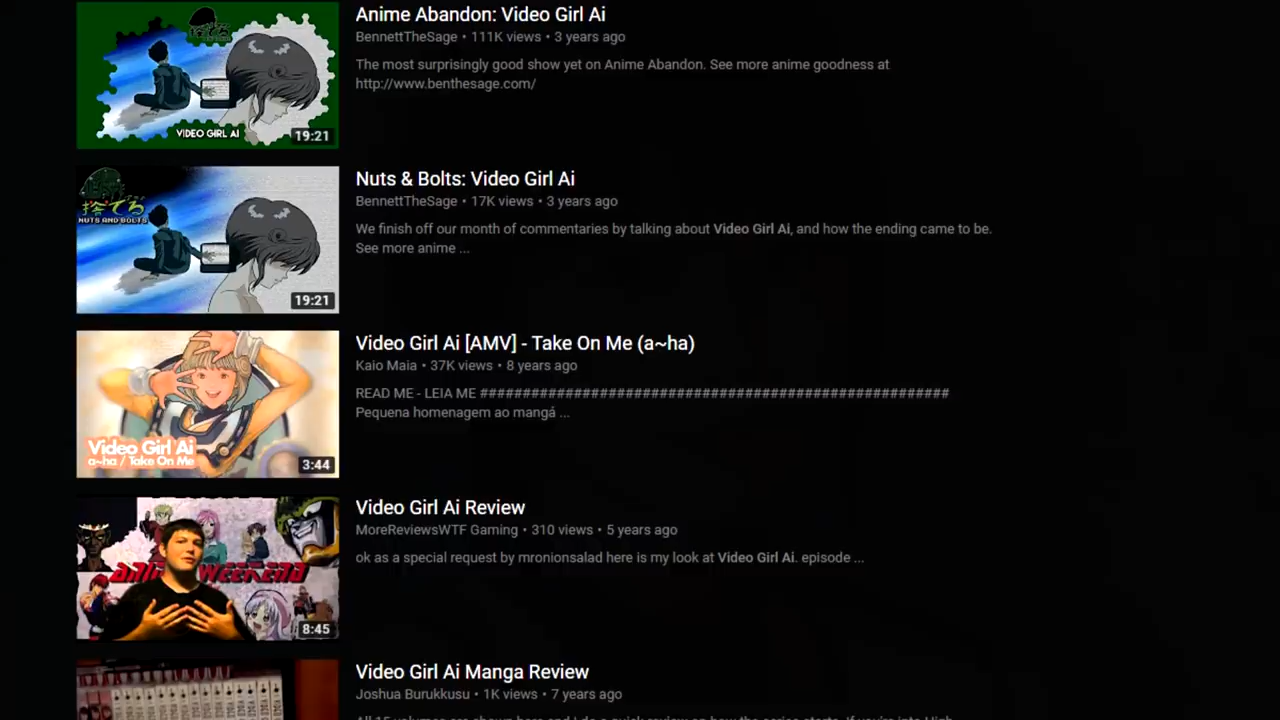 Anime Abandon: Video Girl Ai
BennettTheSage • 111K views • 3 years ago
The most surprisingly good show yet on Anime Abandon. See more anime goodness at
http://www.benthesage.com/
VIDEO GIRL AI
19:21
Nuts & Bolts: Video Girl Ai
BennettTheSage • 17K views • 3 years ago
捨てる
NUTS AND BOLTS
We finish off our month of commentaries by talking about Video Girl Ai, and how the ending came to be.
See more anime ...
19:21
Video Girl Ai [AMV] - Take On Me (a~ha)
Kaio Maia • 37K views • 8 years ago
READ ME - LEIA ME #######################################################
Pequena homenagem ao mangá ...
Video Girl Ai
a~ha / Take On Me
3:44
Video Girl Ai Review
MoreReviewsWTF Gaming • 310 views • 5 years ago
ok as a special request by mronionsalad here is my look at Video Girl Ai. episode ...
WEEKEND
8:45
Video Girl Ai Manga Review
Joshua Burukkusu • 1K views • 7 years ago